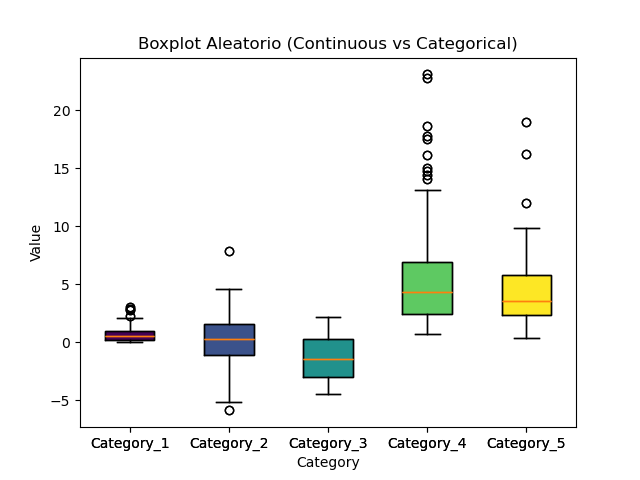 Boxplot Aleatorio (Continuous vs Categorical)
Value
20
15
10
5
0
−5
Category_1 Category_2 Category_3 Category_4 Category_5
Category